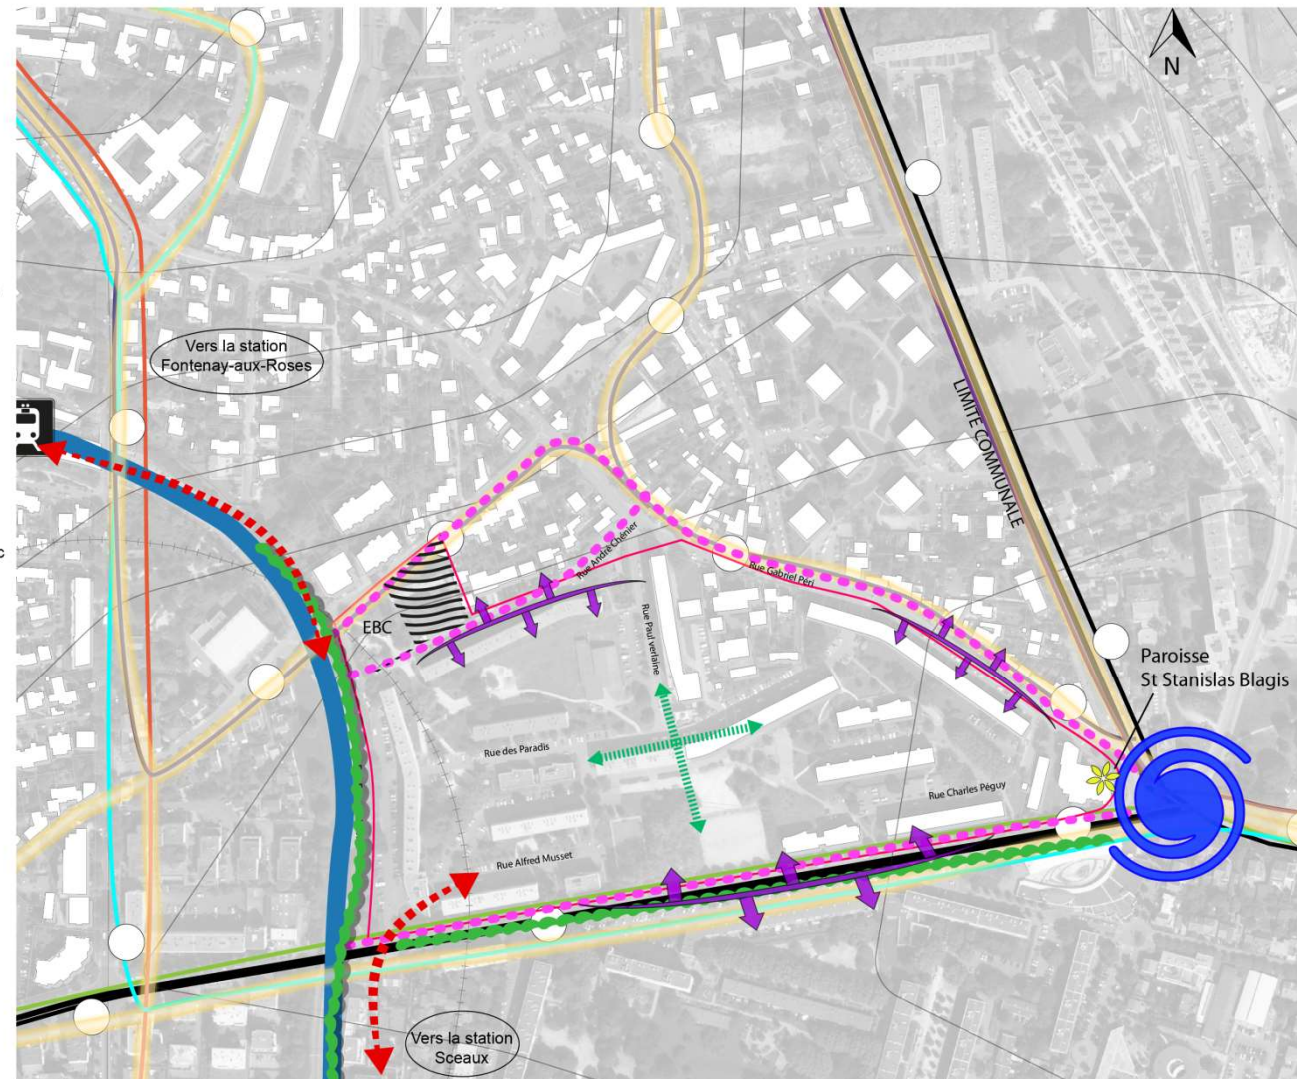 N
Vers la station
Fontenay-aux-Roses
LIMITE COMMUNALE
c
Rue André Chénier
Rue Gabriel Péri
EBC
Rue Paul verlaine
Paroisse
St Stanislas Blagis
Rue des Paradis
Rue Charles Péguy
Rue Alfred Musset
Vers la station
Sceaux